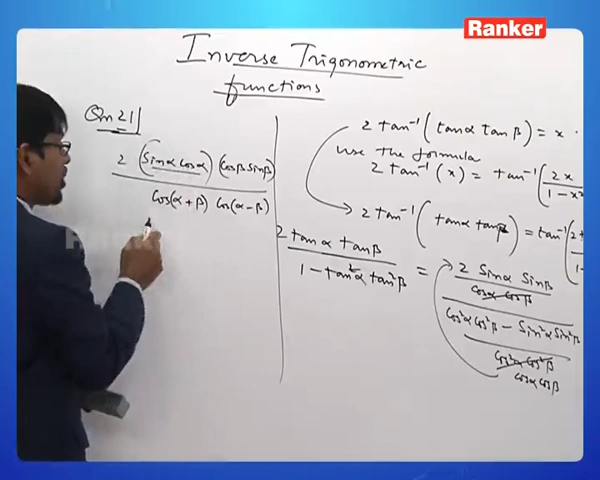 Ranker
Inverse Trigonometric
functions
Qn 21
2 (Sinα Cosα) (Cosβ Sinβ)
Cos(α+β) Cos(α-β)
2 tan⁻¹ (tanα tanβ) = x .
use the formula
2 tan⁻¹ (x) = tan⁻¹ (2x
1-x²
2 tan⁻¹ (tanα tanβ) = tan⁻¹ (2t
1-
2 tanα tanβ
1 - tan²α tan²β
=
2 Sinα Sinβ
Cosα Cosβ
Cos²α Cos²β - Sin²α Sin²β
Cos²α Cos²β
Cosα Cosβ